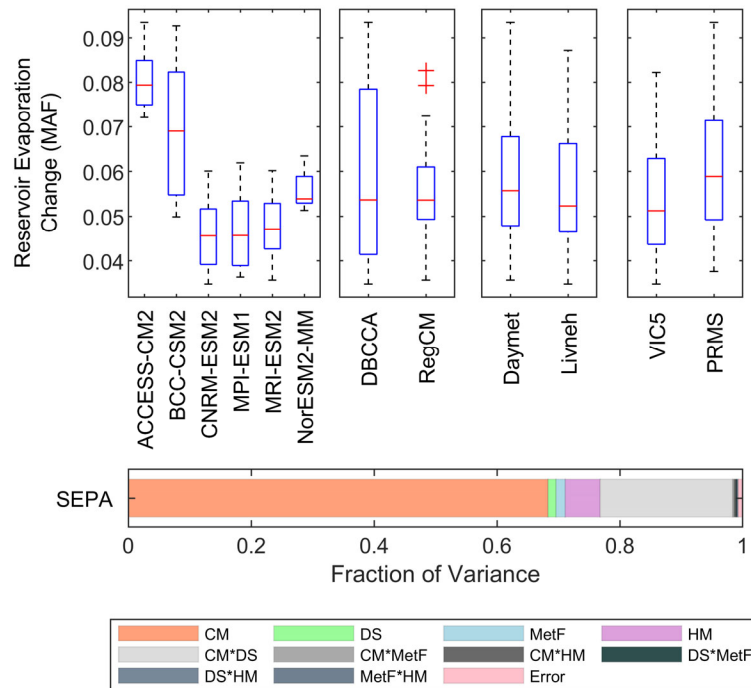 Reservoir Evaporation
Change (MAF)
0.09
0.08
0.07
0.06
0.05
0.04
ACCESS-CM2
BCC-CSM2
CNRM-ESM2
MPI-ESM1
MRI-ESM2
NorESM2-MM
DBCCA
RegCM
Daymet
Livneh
VIC5
PRMS
SEPA
0 0.2 0.4 0.6 0.8 1
Fraction of Variance
CM DS MetF HM
CM*DS CM*MetF CM*HM DS*MetF
DS*HM MetF*HM Error